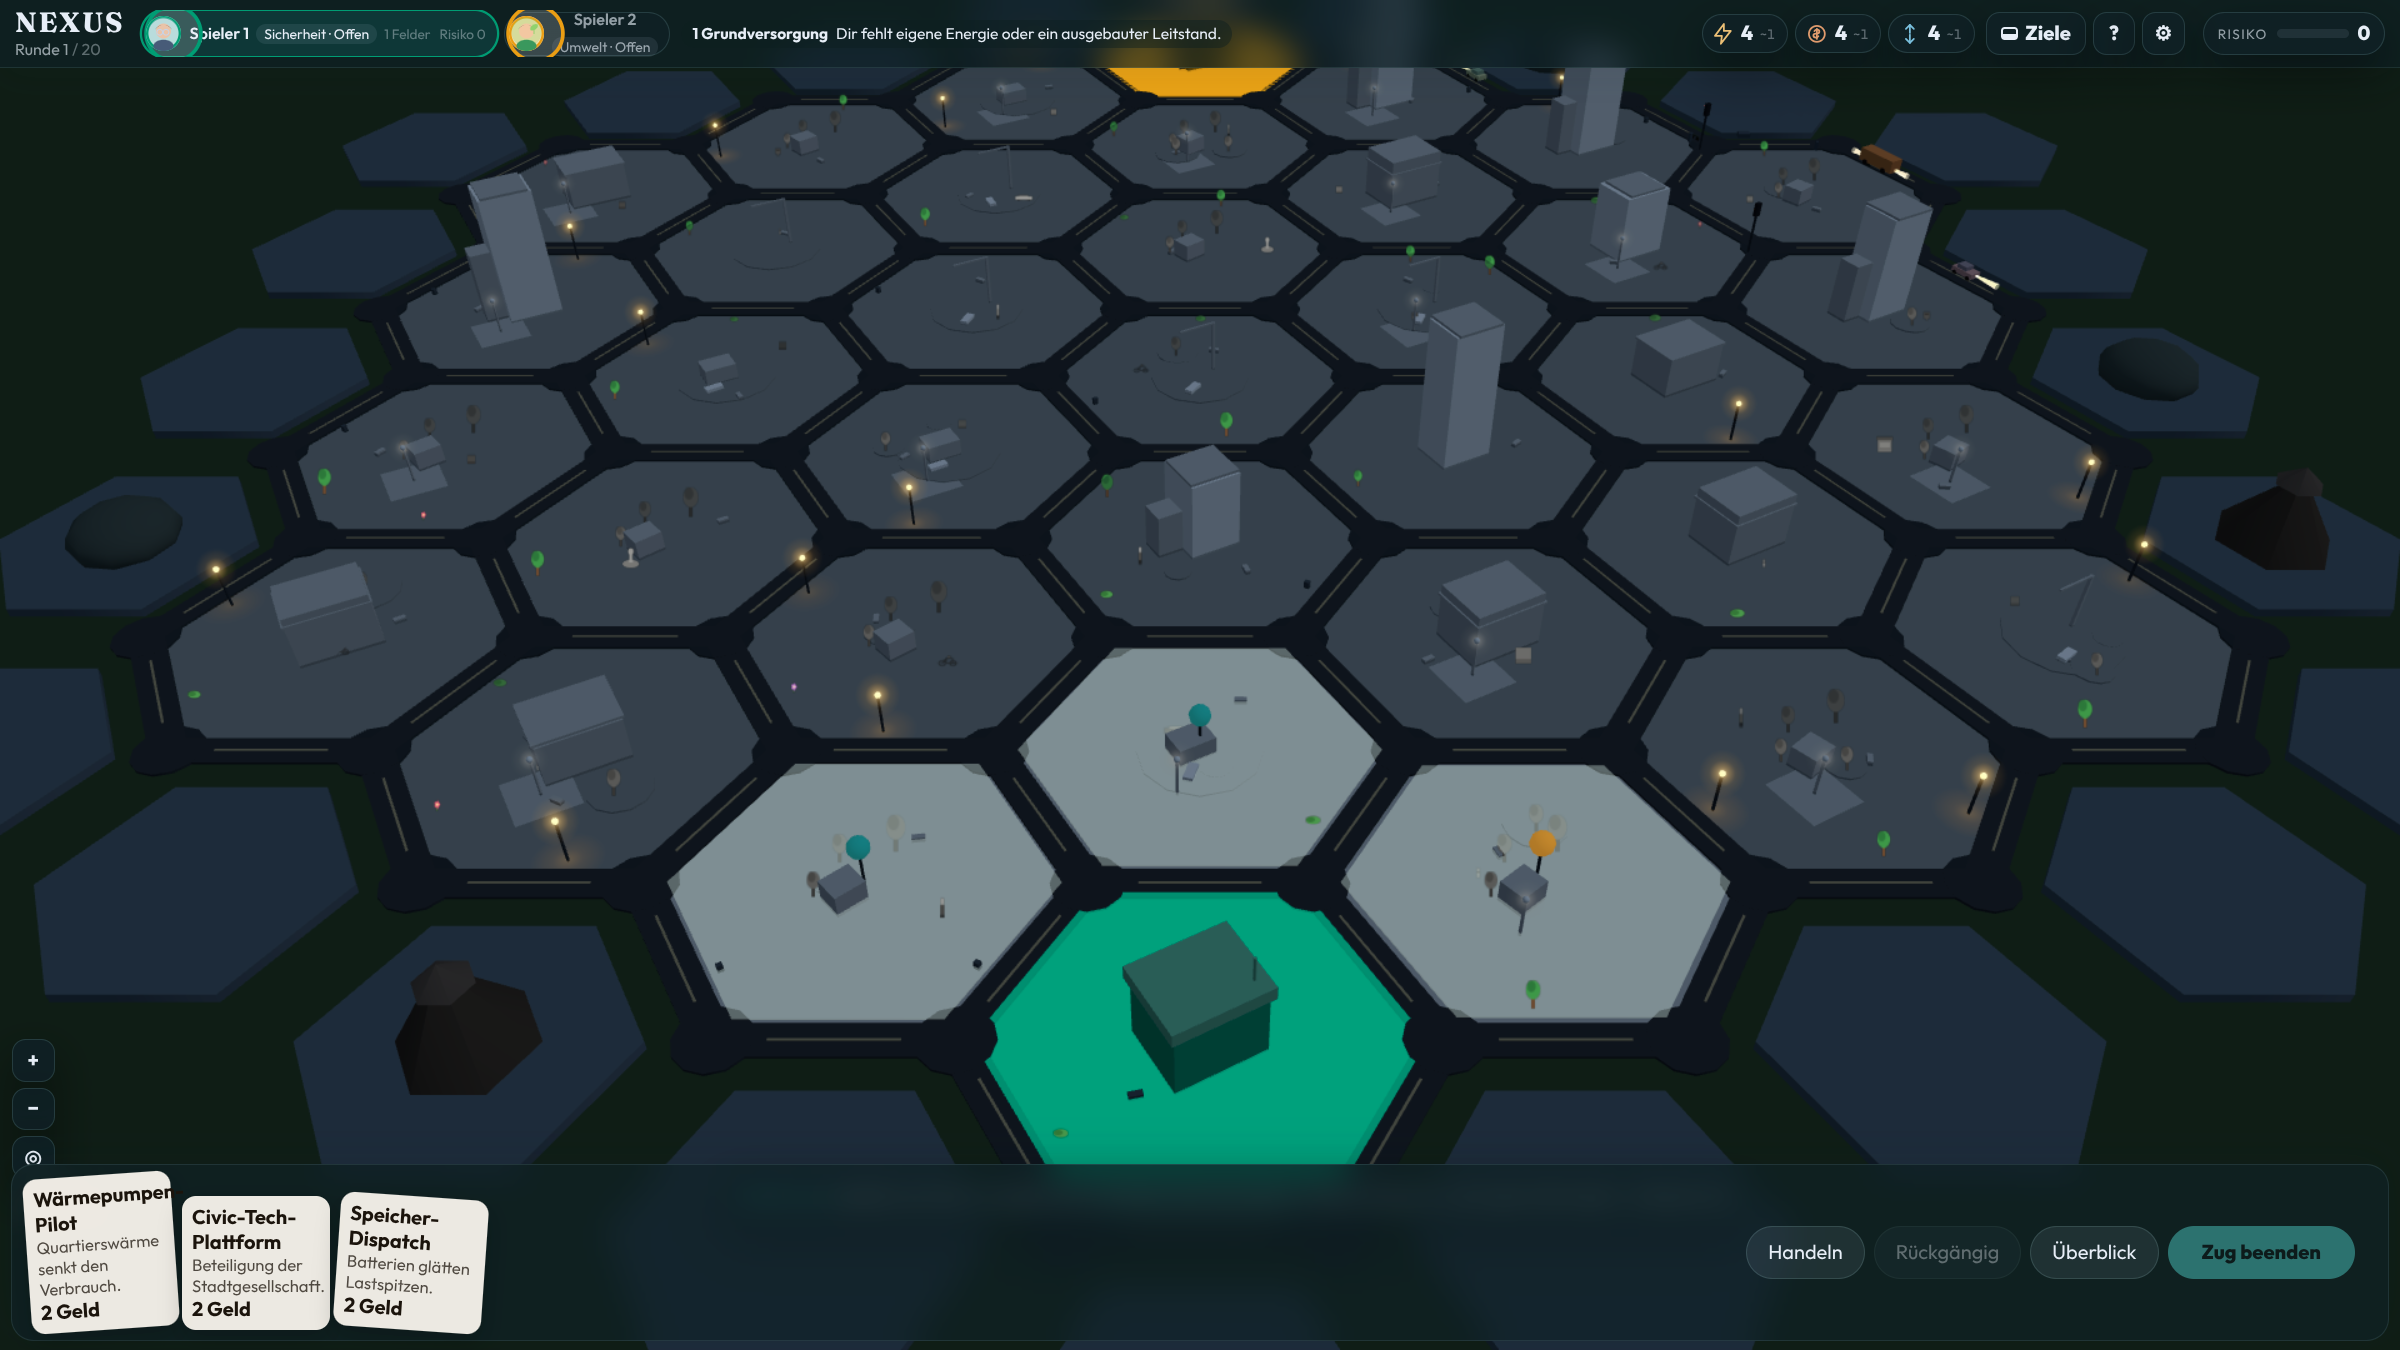 NEXUS
Runde 1 / 20
Spieler 1
Sicherheit · Offen
1 Felder
Risiko 0
Spieler 2
Umwelt · Offen
1 Grundversorgung Dir fehlt eigene Energie oder ein ausgebauter Leitstand.
4 ~1
4 ~1
4 ~1
Ziele
?
RISIKO
0
+
−
Wärmepumpen
Pilot
Quartierswärme
senkt den
Verbrauch.
2 Geld
Civic-Tech-
Plattform
Beteiligung der
Stadtgesellschaft.
2 Geld
Speicher-
Dispatch
Batterien glätten
Lastspitzen.
2 Geld
Handeln
Rückgängig
Überblick
Zug beenden